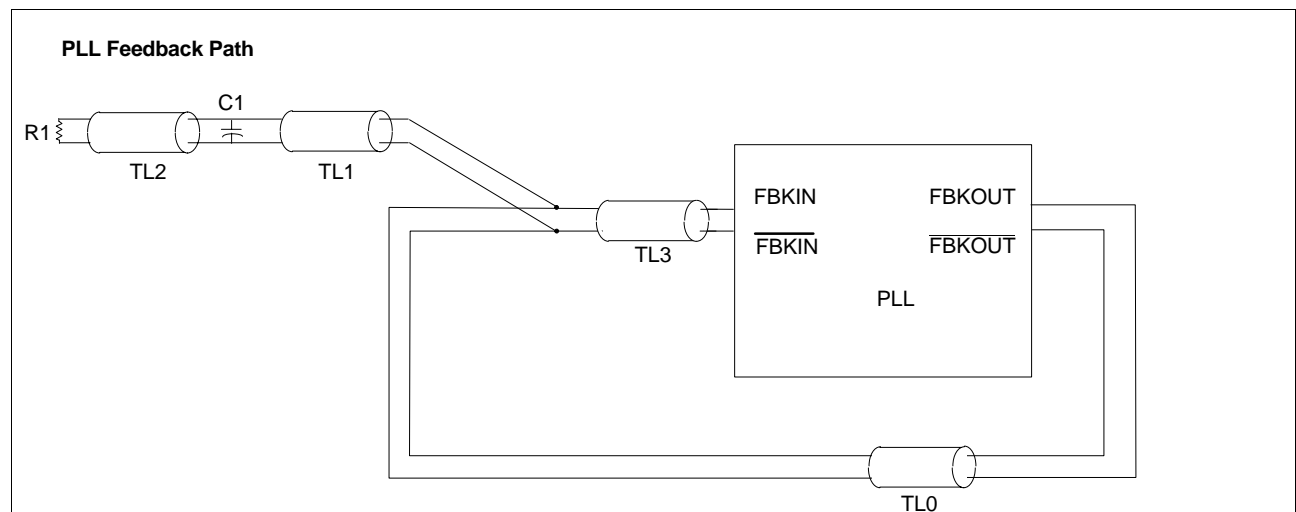 PLL Feedback Path
C1
R1
TL2
TL1
FBKIN
FBKOUT
FBKIN
FBKOUT
TL3
PLL
TL0